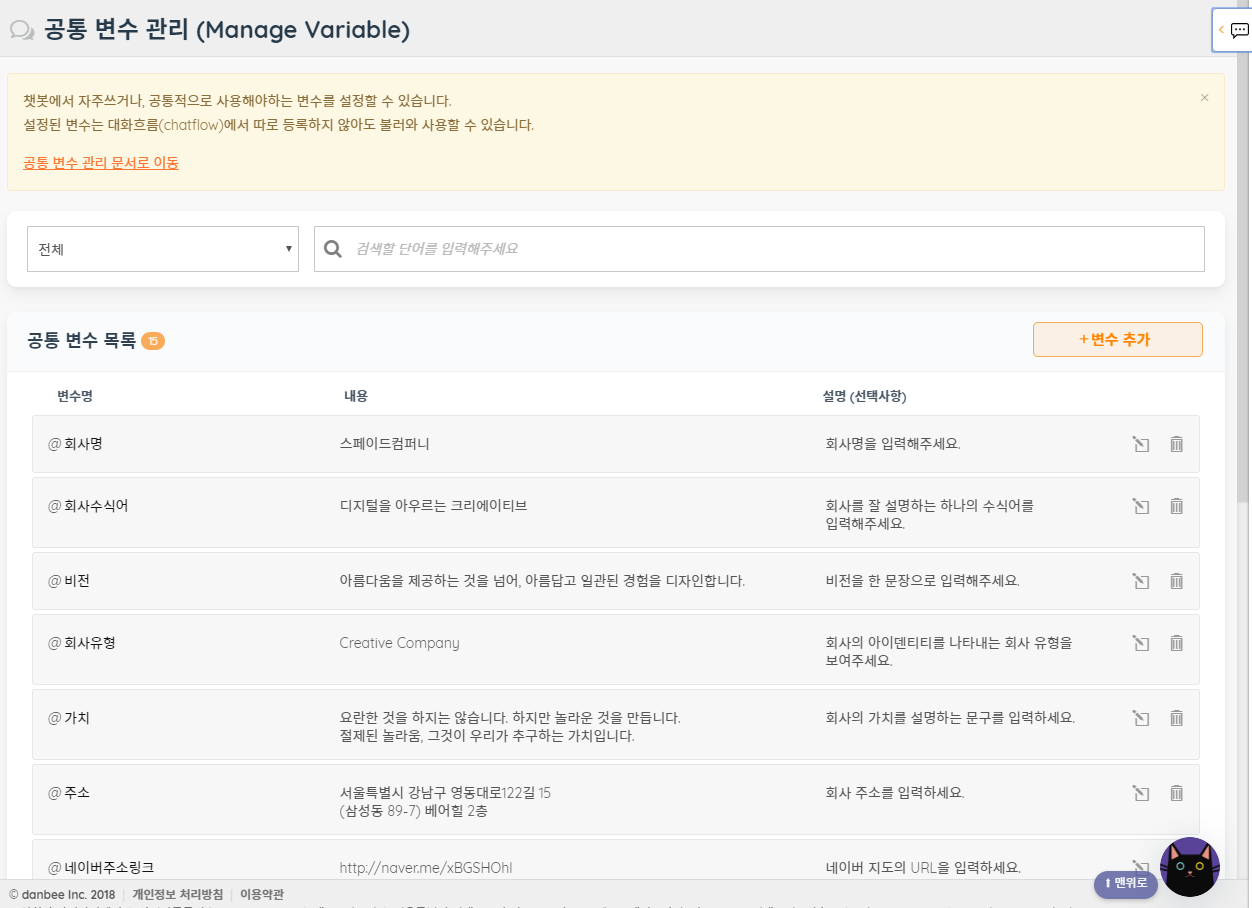 공통 변수 관리 (Manage Variable)
챗봇에서 자주쓰거나, 공통적으로 사용해야하는 변수를 설정할 수 있습니다.
설정된 변수는 대화흐름(chatflow)에서 따로 등록하지 않아도 불러와 사용할 수 있습니다.
공통 변수 관리 문서로 이동
전체
검색할 단어를 입력해주세요
공통 변수 목록 15
+변수 추가
변수명 내용 설명 (선택사항)
@회사명 스페이드컴퍼니 회사명을 입력해주세요.
@회사수식어 디지털을 아우르는 크리에이티브 회사를 잘 설명하는 하나의 수식어를
입력해주세요.
@비전 아름다움을 제공하는 것을 넘어, 아름답고 일관된 경험을 디자인합니다. 비전을 한 문장으로 입력해주세요.
@회사유형 Creative Company 회사의 아이덴티티를 나타내는 회사 유형을
보여주세요.
@가치 요란한 것을 하지는 않습니다. 하지만 놀라운 것을 만듭니다. 회사의 가치를 설명하는 문구를 입력하세요.
절제된 놀라움, 그것이 우리가 추구하는 가치입니다.
@주소 서울특별시 강남구 영동대로122길 15 회사 주소를 입력하세요.
(삼성동 89-7) 베어힐 2층
@네이버주소링크 http://naver.me/xBGSHOhI 네이버 지도의 URL을 입력하세요.
⬆맨위로
© danbee Inc. 2018 개인정보 처리방침 이용약관